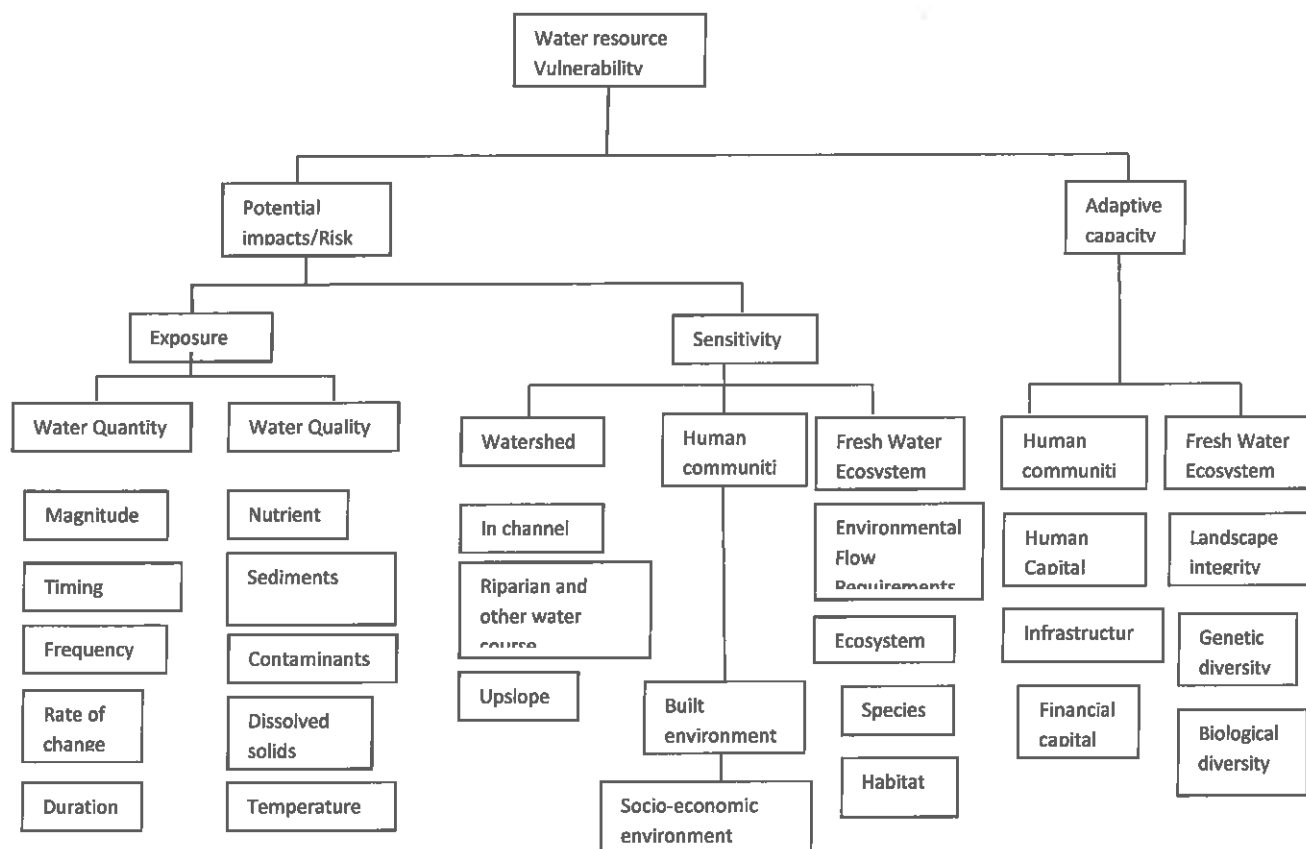 Water resource
Vulnerability
Potential
impacts/Risk
Adaptive
capacity
Exposure
Sensitivity
Water Quantity
Water Quality
Watershed
Human
communiti
Fresh Water
Ecosystem
Human
communiti
Fresh Water
Ecosystem
Magnitude
Nutrient
In channel
Environmental
Flow
Requirements
Human
Capital
Landscape
integrity
Timing
Sediments
Riparian and
other water
course
Frequency
Contaminants
Ecosystem
Infrastructur
Genetic
diversity
Rate of
change
Dissolved
solids
Upslope
Built
environment
Species
Financial
capital
Biological
diversity
Duration
Temperature
Socio-economic
environment
Habitat